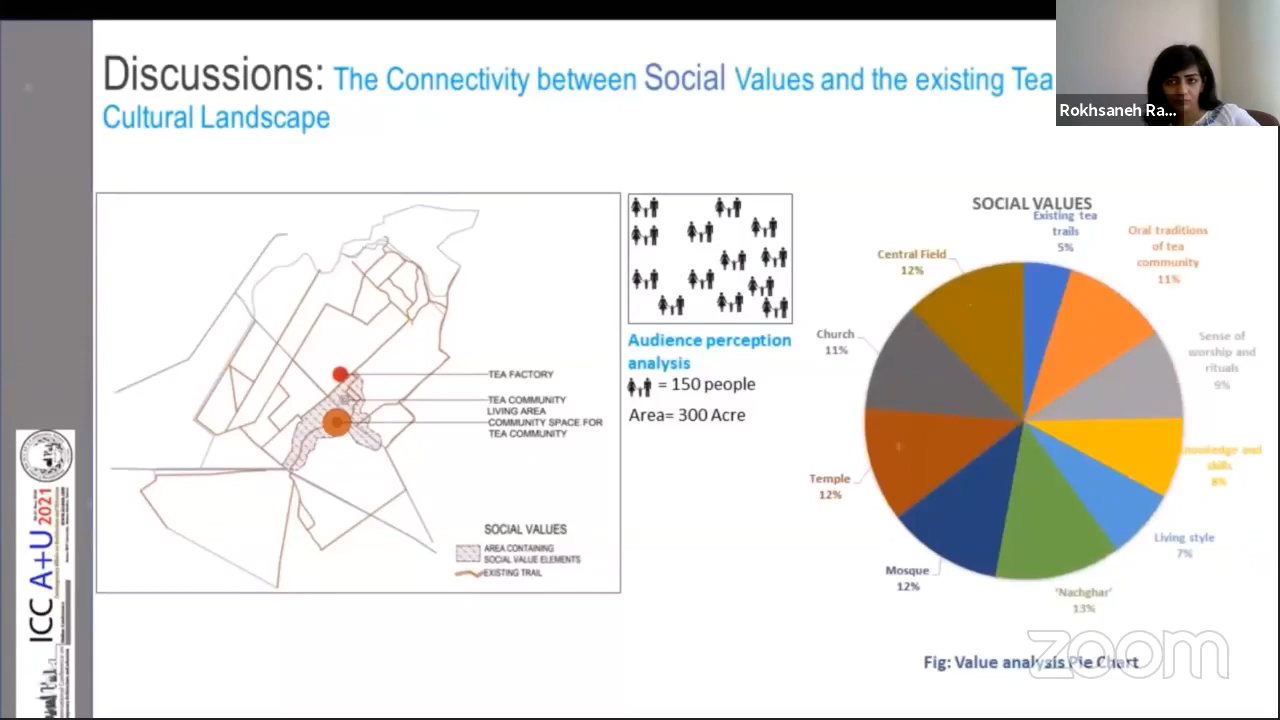 Discussions: The Connectivity between Social Values and the existing Tea
Cultural Landscape
Rokhsaneh Ra...
TEA FACTORY
TEA COMMUNITY
LIVING AREA
COMMUNITY SPACE FOR
TEA COMMUNITY
SOCIAL VALUES
AREA CONTAINING
SOCIAL VALUE ELEMENTS
EXISTING TRAIL
Audience perception
analysis
= 150 people
Area= 300 Acre
SOCIAL VALUES
Existing tea
trails
5%
Oral traditions
of tea
community
11%
Sense of
worship and
rituals
9%
Knowledge and
skills
8%
Living style
7%
'Nachghar'
13%
Mosque
12%
Temple
12%
Church
11%
Central Field
12%
Fig: Value analysis Pie Chart
zoom
ICC A+U 2021